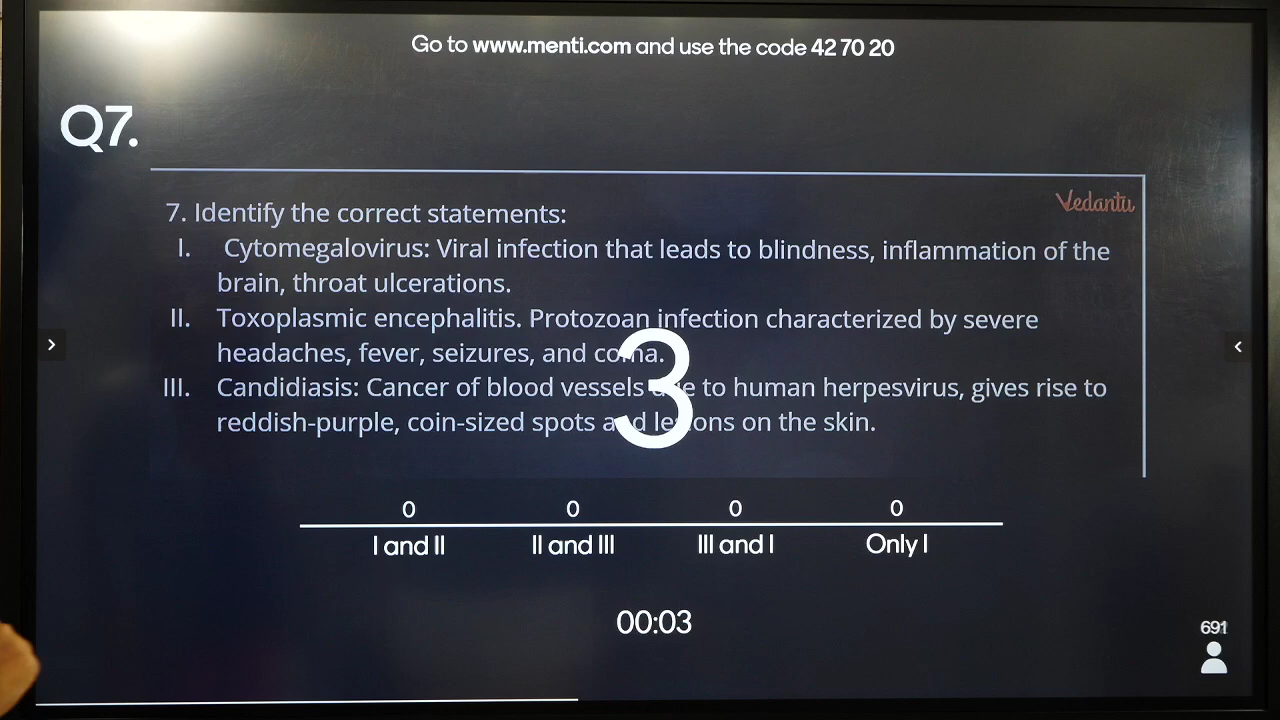 Go to www.menti.com and use the code 42 70 20
Q7.
Vedantu
7. Identify the correct statements:
I. Cytomegalovirus: Viral infection that leads to blindness, inflammation of the
brain, throat ulcerations.
II. Toxoplasmic encephalitis. Protozoan infection characterized by severe
headaches, fever, seizures, and coma.
III. Candidiasis: Cancer of blood vessels due to human herpesvirus, gives rise to
reddish-purple, coin-sized spots and lesions on the skin.
3
0 0 0 0
I and II II and III III and I Only I
00:03
691